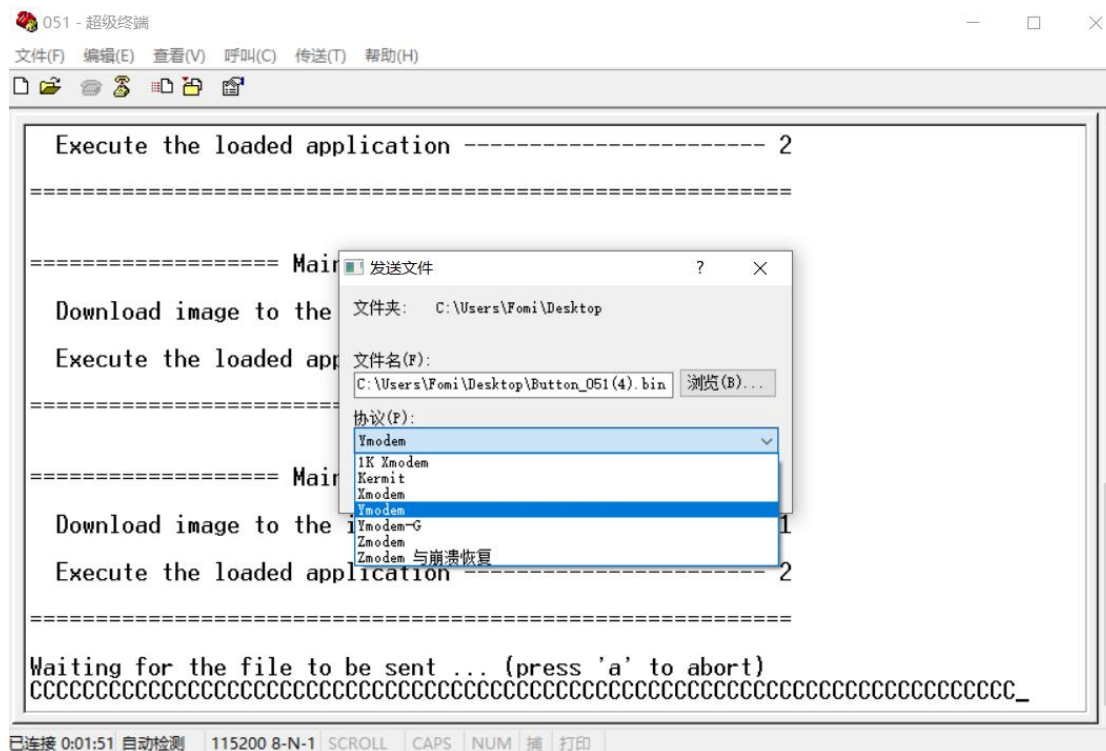 051 - 超级终端
文件(F) 编辑(E) 查看(V) 呼叫(C) 传送(T) 帮助(H)
Execute the loaded application ----------------------- 2
==========================================================
=================== Mair
Download image to the
Execute the loaded app
========================
=================== Mair
Download image to the i
1
Execute the loaded application ----------------------- 2
==========================================================
Waiting for the file to be sent ... (press 'a' to abort)
CCCCCCCCCCCCCCCCCCCCCCCCCCCCCCCCCCCCCCCCCCCCCCCCCCCCCCCCCCCCCCCCCCCCCCCCCCC_
发送文件
?
文件夹: C:\Users\Fomi\Desktop
文件名(F):
C:\Users\Fomi\Desktop\Button_051(4).bin 浏览(B)...
协议(P):
Ymodem
1K Xmodem
Kermit
Xmodem
Ymodem
Ymodem-G
Zmodem
Zmodem 与崩溃恢复
已连接 0:01:51 自动检测 115200 8-N-1 SCROLL CAPS NUM 捕 打印